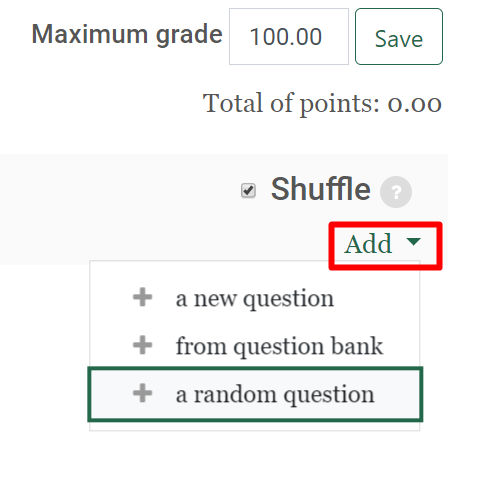 Maximum grade 100.00 Save
Total of points: 0.00
Shuffle ?
Add
a new question
from question bank
a random question